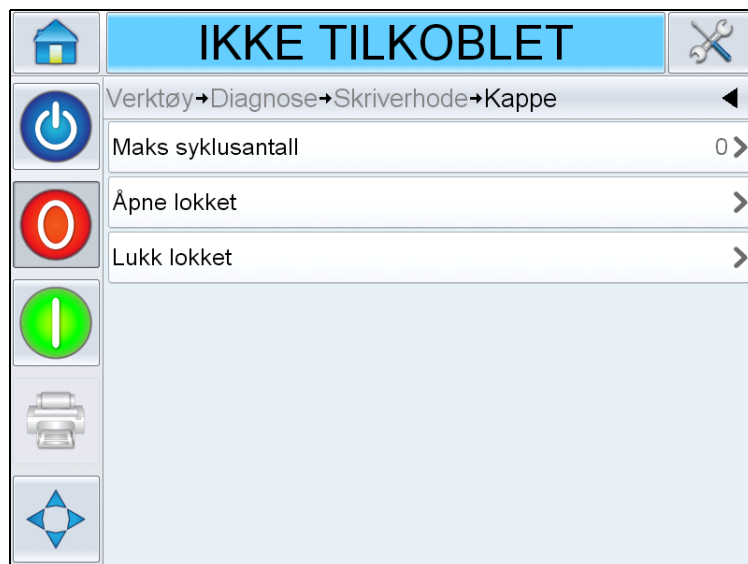 IKKE TILKOBLET
Verktøy→Diagnose→Skriverhode→Kappe
Maks syklusantall 0
Åpne lokket
Lukk lokket